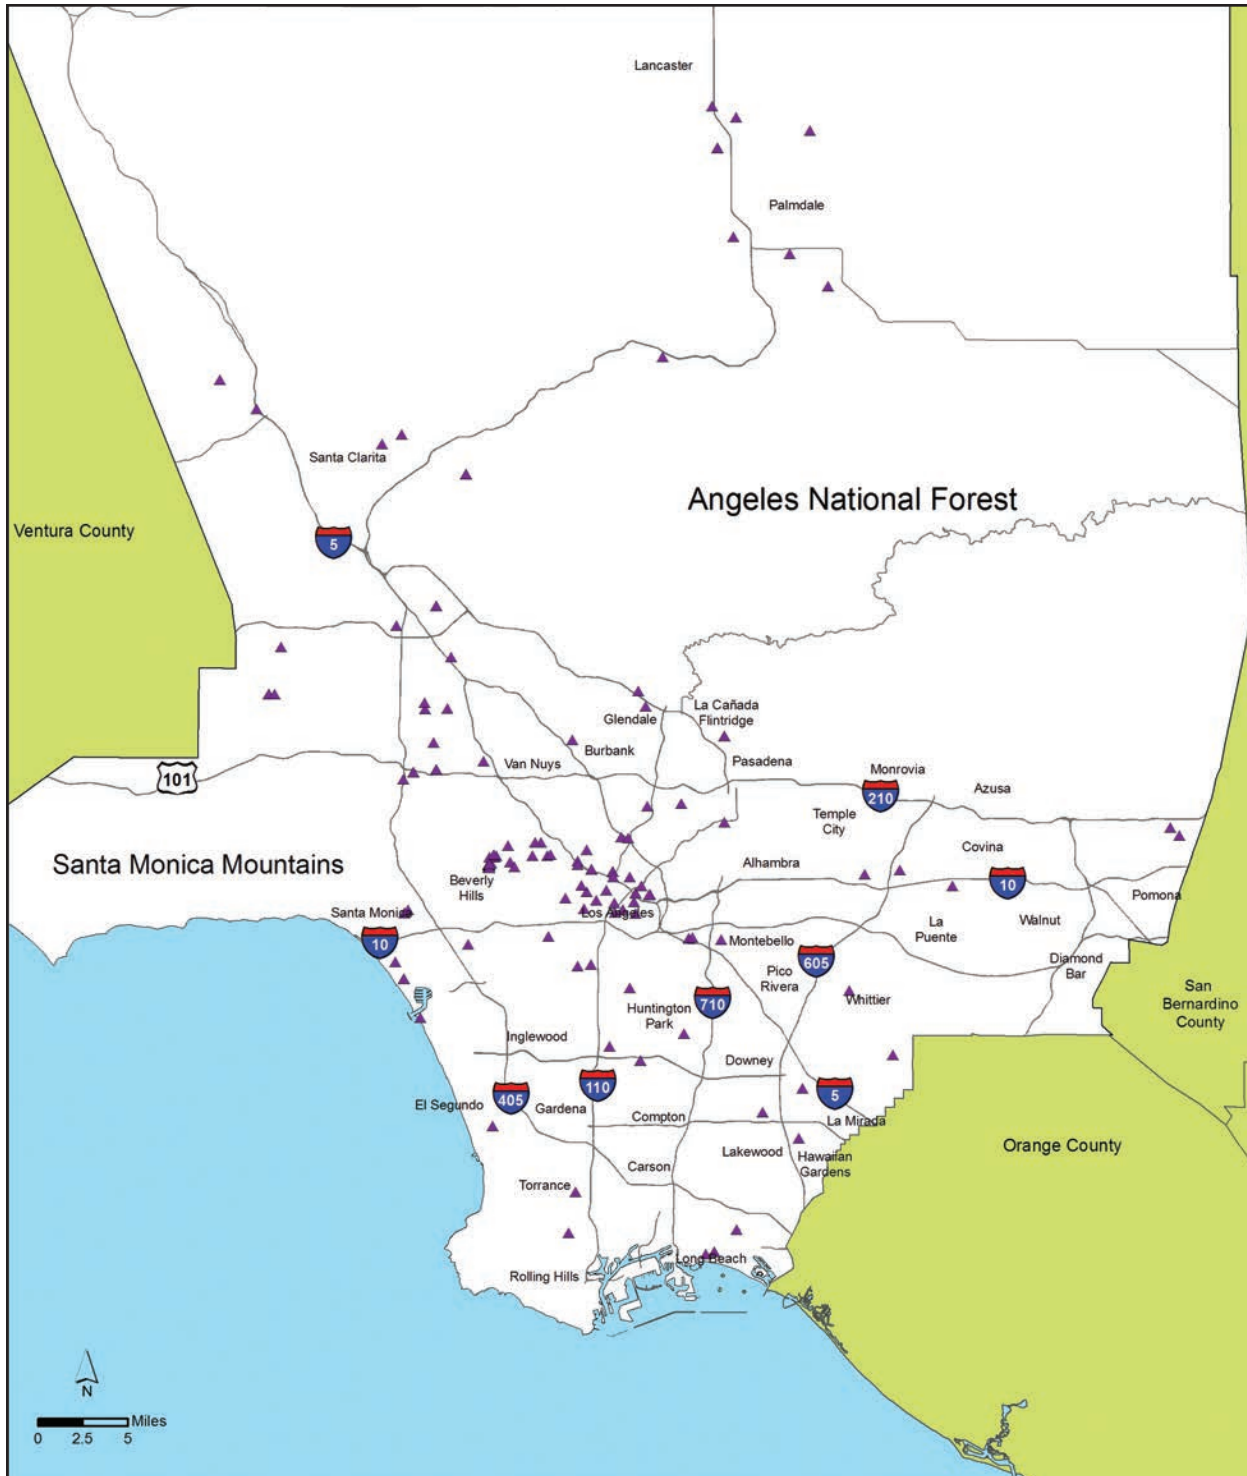 Lancaster
Palmdale
Santa Clarita
Angeles National Forest
Ventura County
5
La Cañada
Flintridge
Glendale
Burbank
Van Nuys
Pasadena
101
Monrovia
210
Azusa
Temple
City
Santa Monica Mountains
Beverly
Hills
Alhambra
Covina
10
Pomona
Santa Monica
10
Los Angeles
Montebello
La
Puente
Walnut
605
Pico
Rivera
Diamond
Bar
Whittier
San
Bernardino
County
Huntington
Park
710
Inglewood
Downey
El Segundo
405
Gardena
110
Compton
5
La Mirada
Lakewood
Hawaiian
Gardens
Orange County
Carson
Torrance
Long Beach
Rolling Hills
N
Miles
0 2.5 5